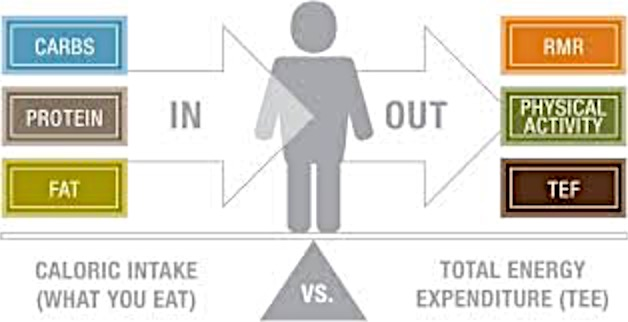 CARBS
PROTEIN
FAT
IN
OUT
RMR
PHYSICAL
ACTIVITY
TEF
CALORIC INTAKE
(WHAT YOU EAT)
VS.
TOTAL ENERGY
EXPENDITURE (TEE)